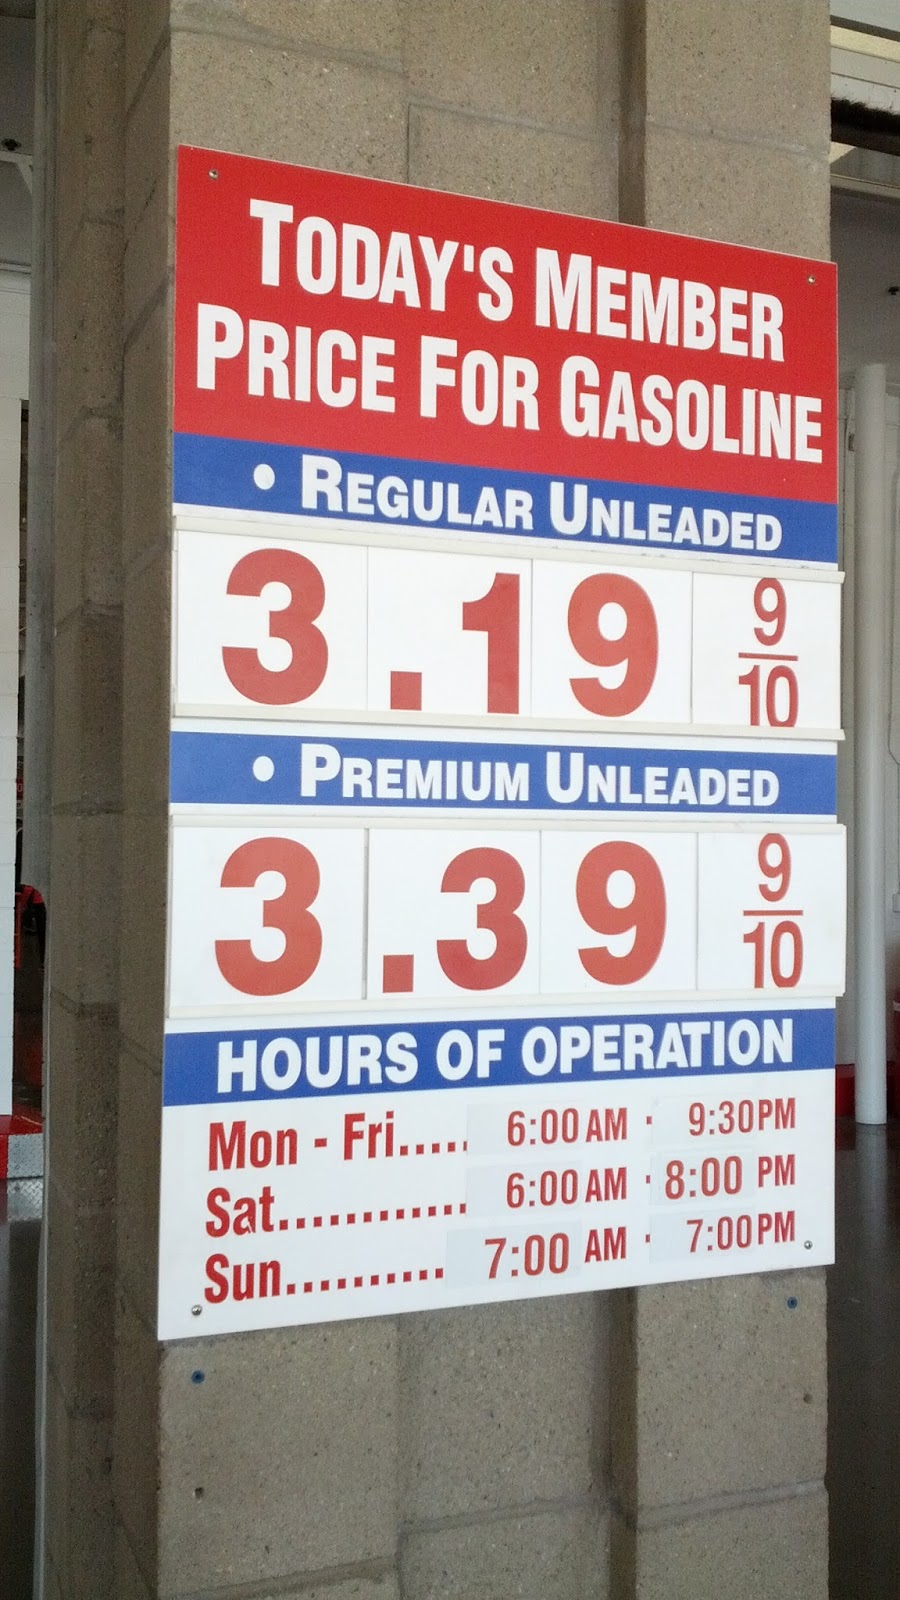 TODAY'S MEMBER
PRICE FOR GASOLINE
• REGULAR UNLEADED
3.19 9/10
• PREMIUM UNLEADED
3.39 9/10
HOURS OF OPERATION
Mon - Fri..... 6:00 AM · 9:30PM
Sat............ 6:00 AM · 8:00 PM
Sun.......... 7:00 AM · 7:00PM